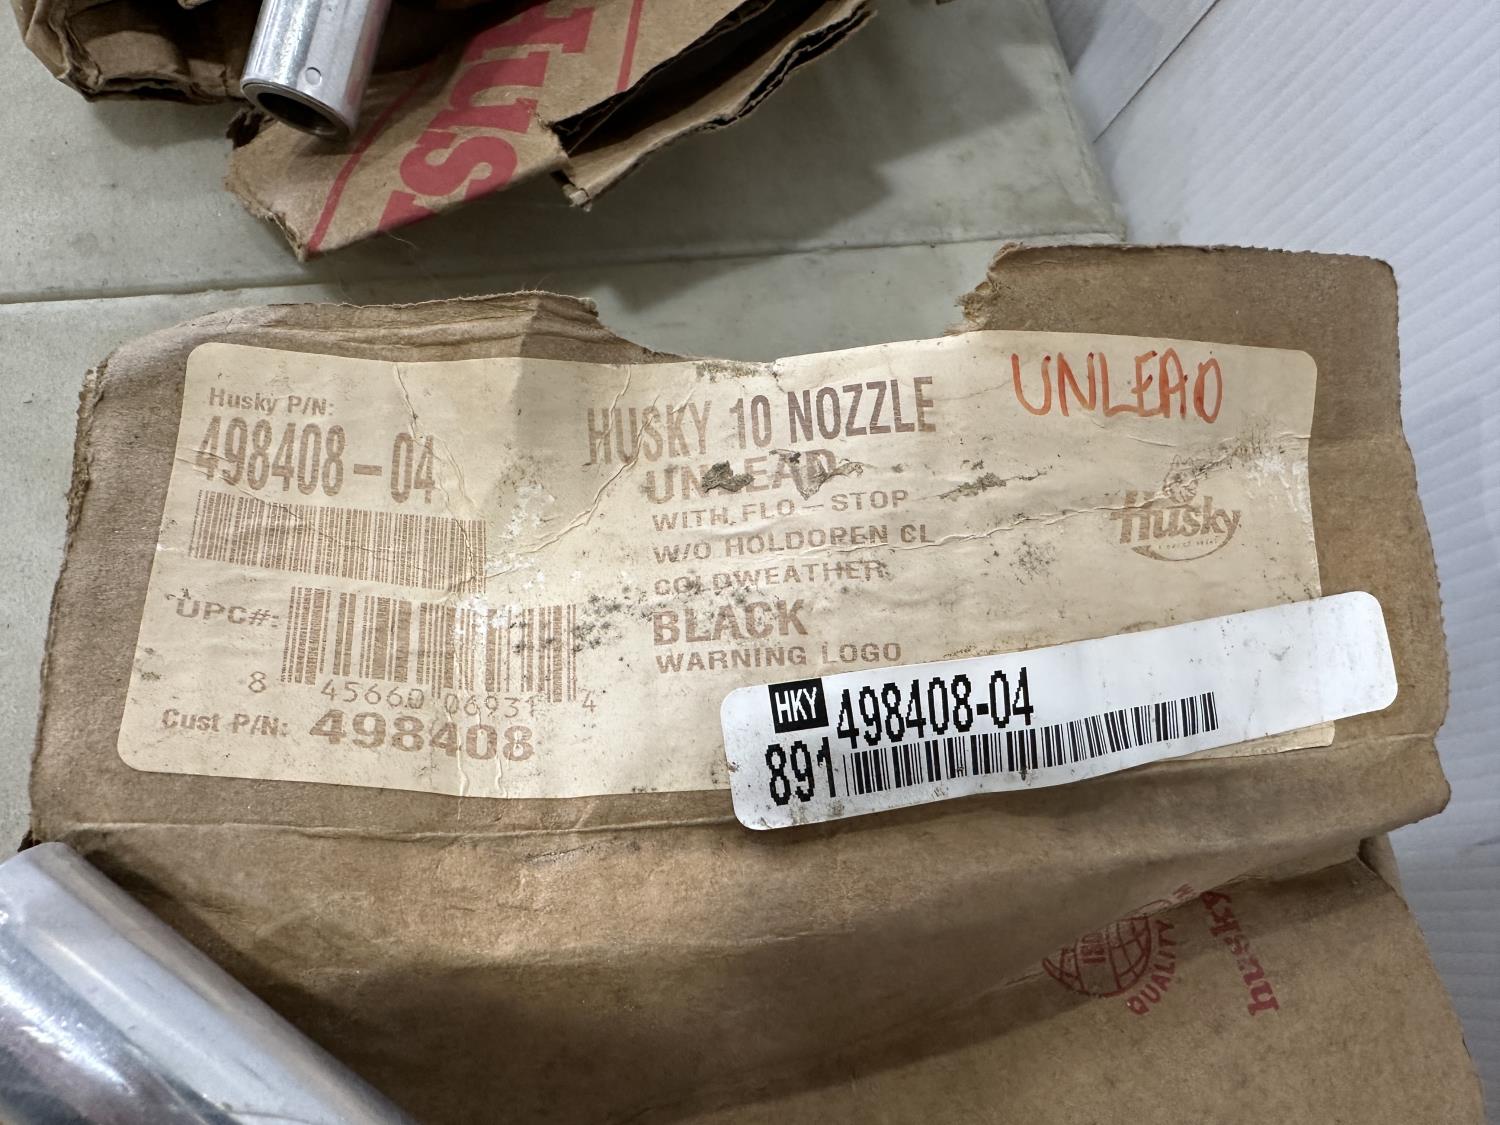 Husk
Husky P/N:
498408-04
UPC#:
8 45660 06931 4
Cust P/N: 498408
HUSKY 10 NOZZLE
UNLEAD
WITH FLO-STOP
W/O HOLDOREN CL
COLDWEATHER
BLACK
WARNING LOGO
UNLEAD
Husky
HKY 498408-04
891
husky
QUALITY